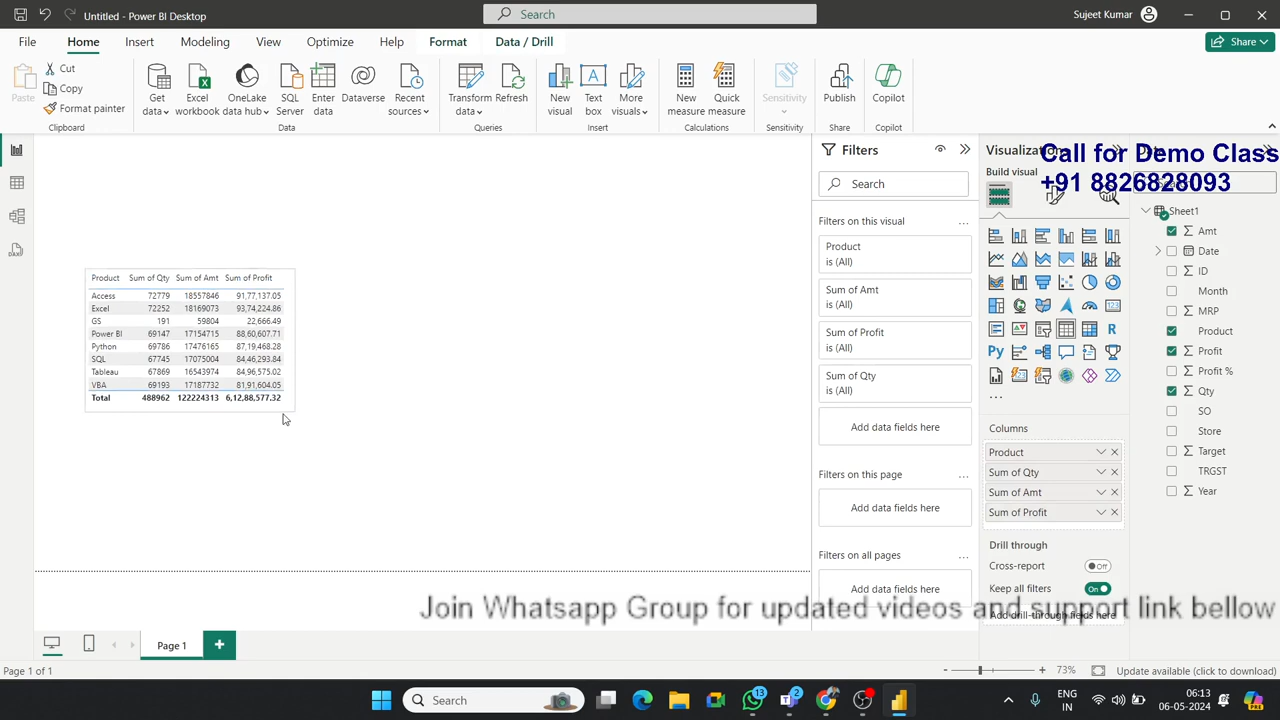 Untitled - Power BI Desktop
Search
Sujeet Kumar
File Home Insert Modeling View Optimize Help Format Data / Drill
Share
Paste
Cut
Copy
Format painter
Clipboard
Get data
Excel workbook
OneLake data hub
SQL Server
Enter data
Dataverse
Recent sources
Data
Transform data
Refresh
Queries
New visual
Text box
More visuals
Insert
New measure
Quick measure
Calculations
Sensitivity
Sensitivity
Publish
Share
Copilot
Copilot
Product Sum of Qty Sum of Amt Sum of Profit
Access 72779 18557846 91,77,137.05
Excel 72252 18169073 93,74,224.86
GS 191 59804 22,666.49
Power BI 69147 17154715 88,60,607.71
Python 69786 17476165 87,19,468.28
SQL 67745 17075004 84,46,293.84
Tableau 67869 16543974 84,96,575.02
VBA 69193 17187732 81,91,604.05
Total 488962 122224313 6,12,88,577.32
Filters
Search
Filters on this visual
Product
is (All)
Sum of Amt
is (All)
Sum of Profit
is (All)
Sum of Qty
is (All)
Add data fields here
Filters on this page
Add data fields here
Filters on all pages
Add data fields here
Build visual
Call for Demo Class
+91 8826828093
Columns
Product
Sum of Qty
Sum of Amt
Sum of Profit
Drill through
Cross-report
Off
Keep all filters
On
Add drill-through fields here
Sheet1
Amt
Date
ID
Month
MRP
Product
Profit
Profit %
Qty
SO
Store
Target
TRGST
Year
Join Whatsapp Group for updated videos and support link bellow
Page 1
Page 1 of 1
73%
Update available (click to download)
Search
13
2
ENG
IN
06:13
06-05-2024